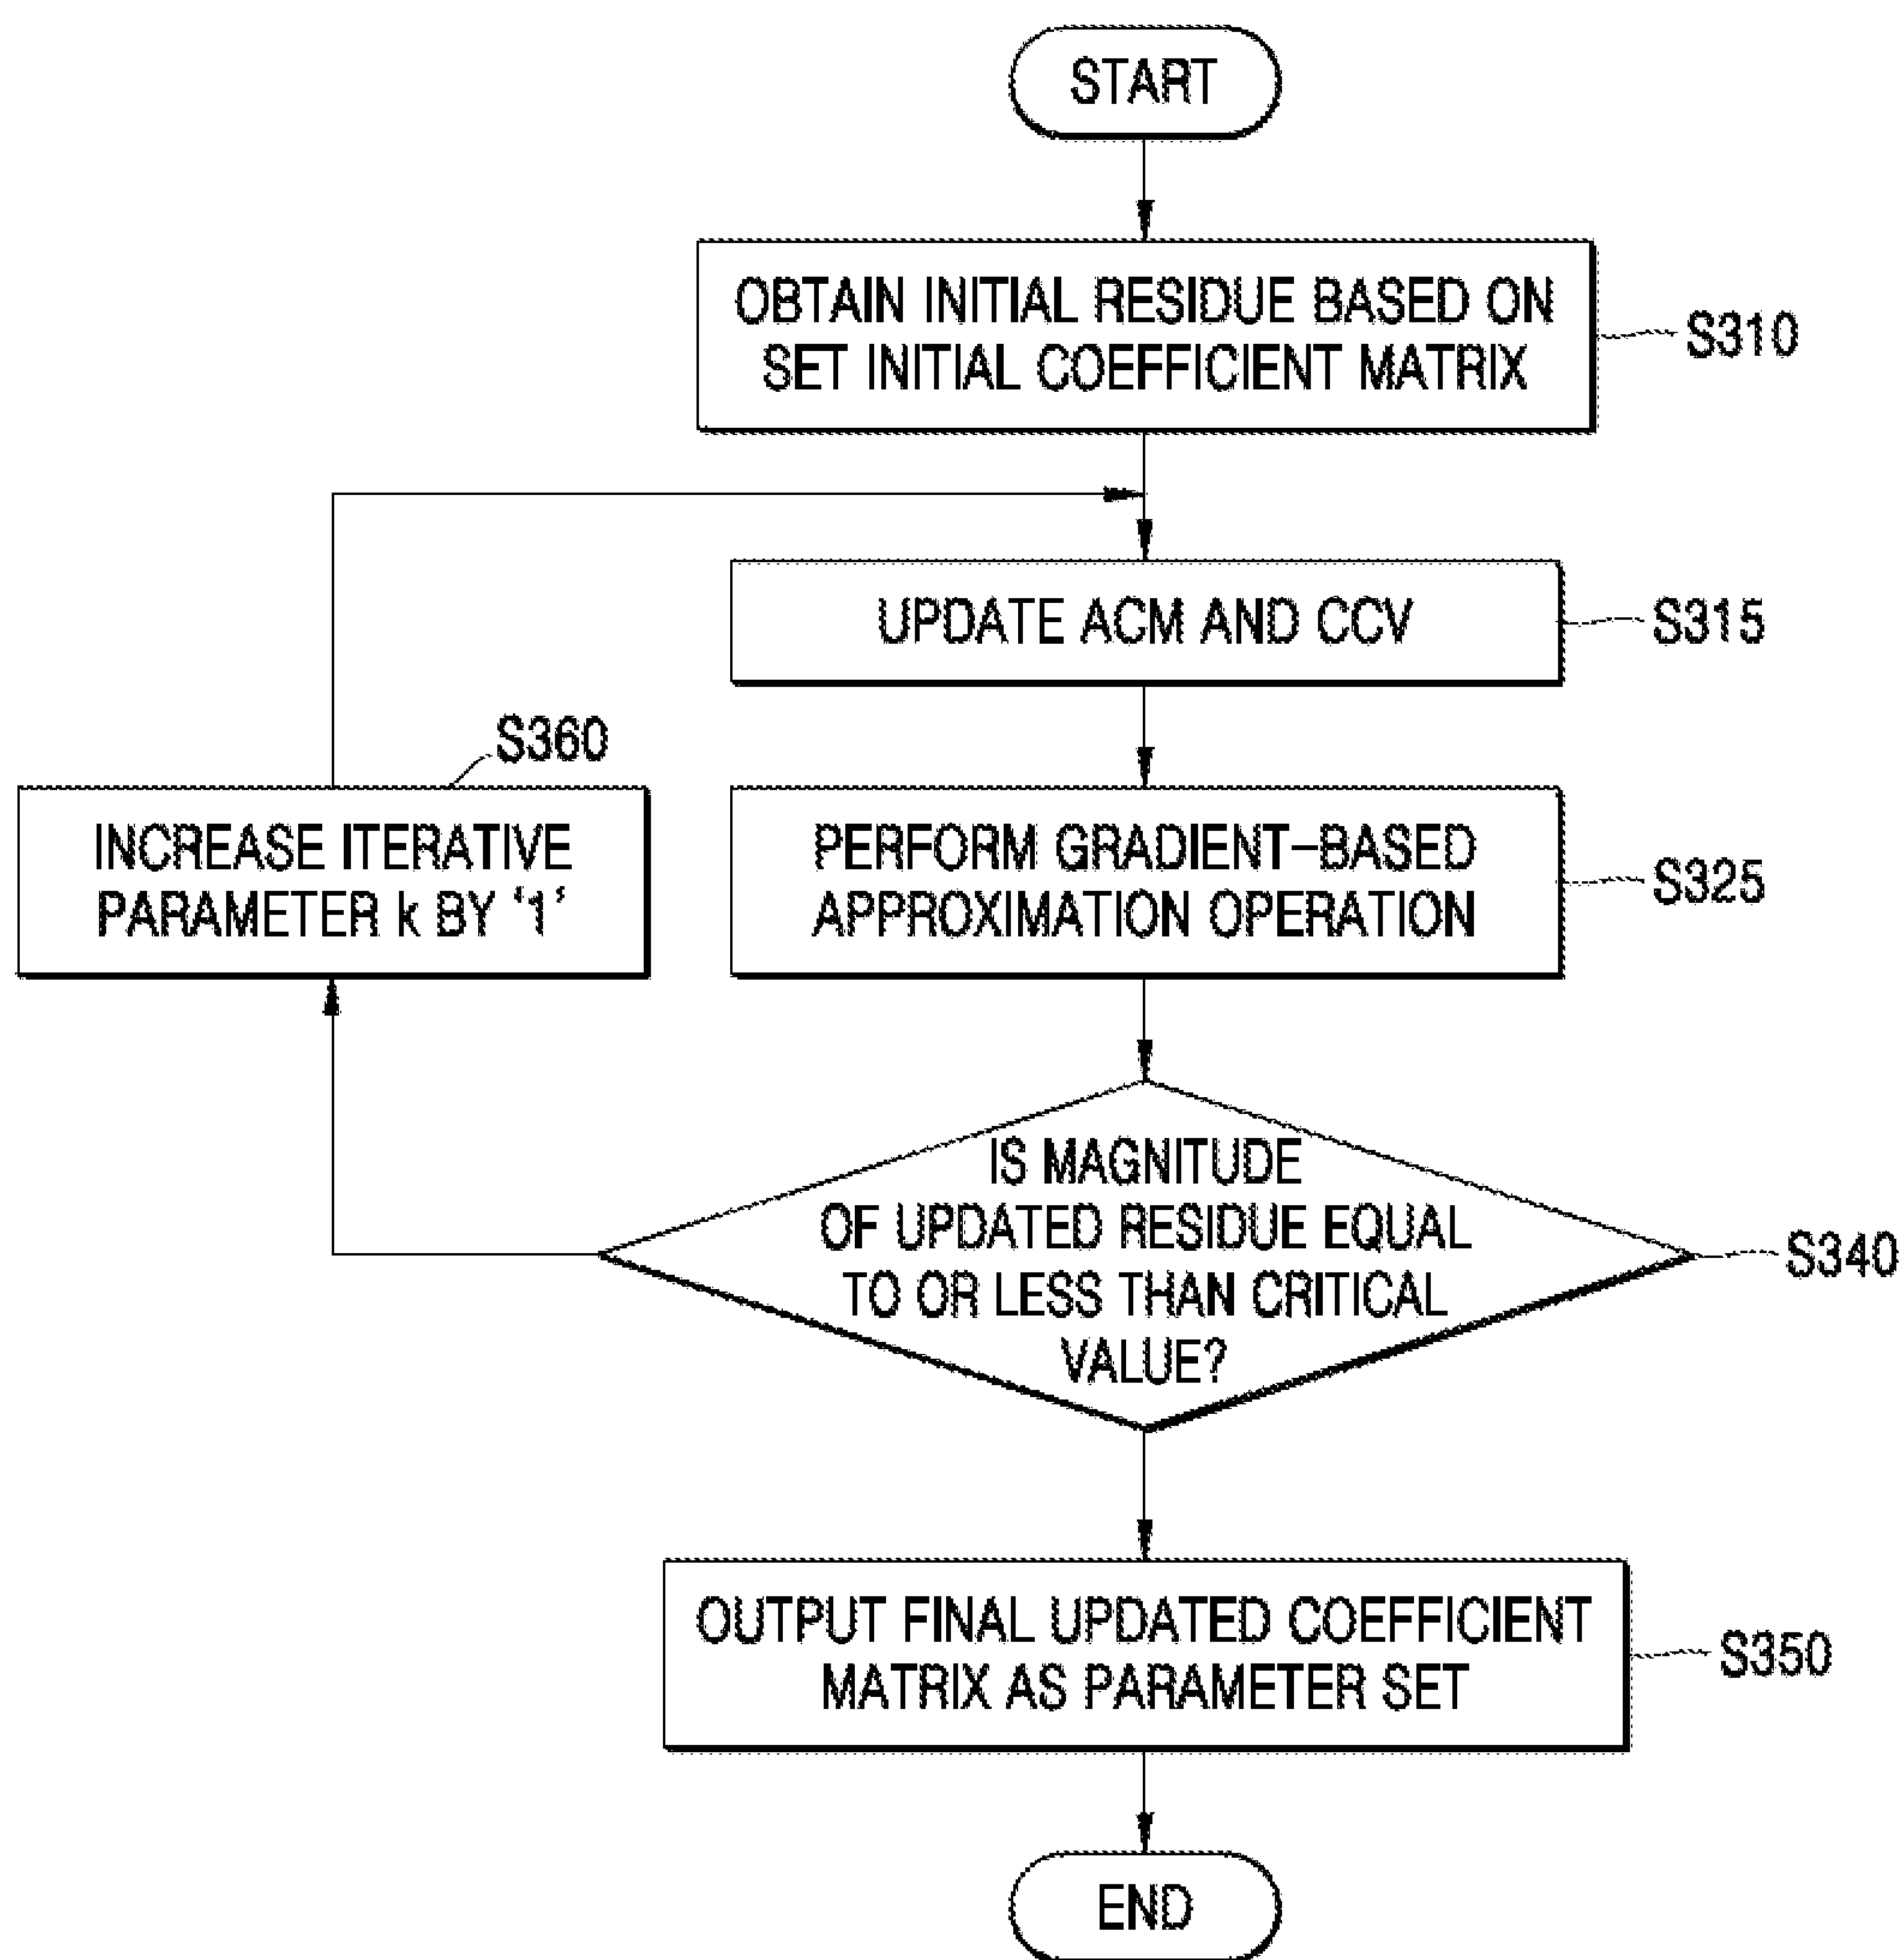 START
OBTAIN INITIAL RESIDUE BASED ON
SET INITIAL COEFFICIENT MATRIX
S310
UPDATE ACM AND CCV
S315
S360
INCREASE ITERATIVE
PARAMETER k BY ‘1’
PERFORM GRADIENT-BASED
APPROXIMATION OPERATION
S325
IS MAGNITUDE
OF UPDATED RESIDUE EQUAL
TO OR LESS THAN CRITICAL
VALUE?
S340
OUTPUT FINAL UPDATED COEFFICIENT
MATRIX AS PARAMETER SET
S350
END